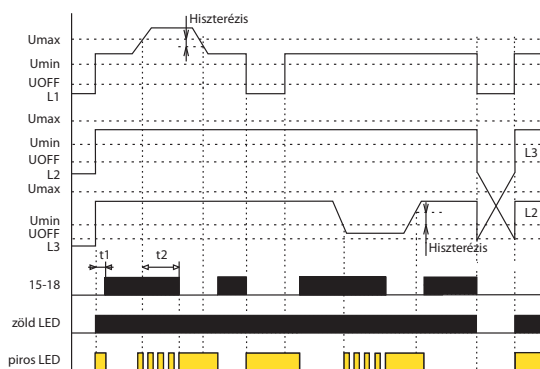 Hiszterézis
Umax
Umin
UOFF
L1
Umax
Umin
UOFF
L2
L3
Umax
L2
Umin
UOFF
L3
Hiszterézis
t1
t2
15-18
zöld LED
piros LED